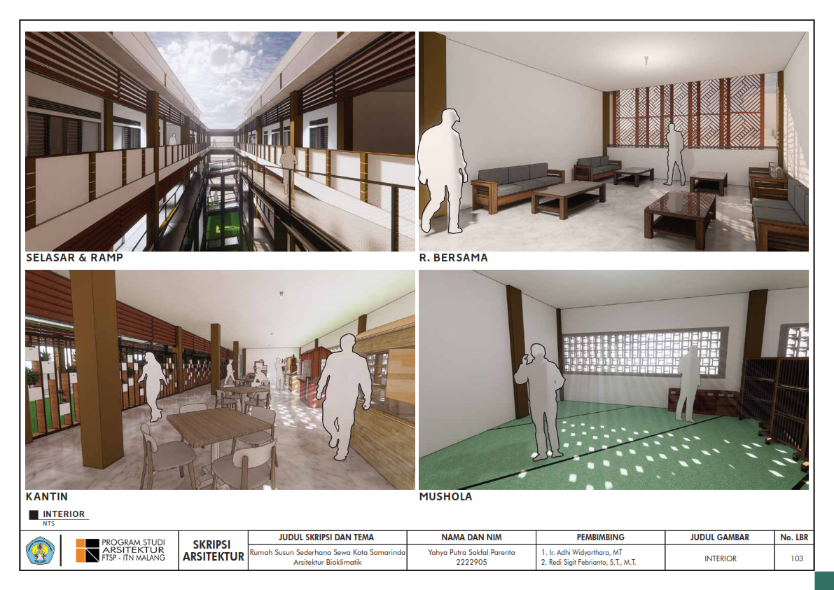 SELASAR & RAMP
R. BERSAMA
KANTIN
MUSHOLA
INTERIOR
NTS
PROGRAM STUDI
ARSITEKTUR
FTSP - ITN MALANG
SKRIPSI
ARSITEKTUR
JUDUL SKRIPSI DAN TEMA
Rumah Susun Sederhana Sewa Kota Samarinda
Arsitektur Bioklimatik
NAMA DAN NIM
Yahya Putra Sakfal Parenta
2222905
PEMBIMBING
1. Ir. Adhi Widyarthara, MT
2. Redi Sigit Febrianto, S.T., M.T.
JUDUL GAMBAR
INTERIOR
No. LBR
103